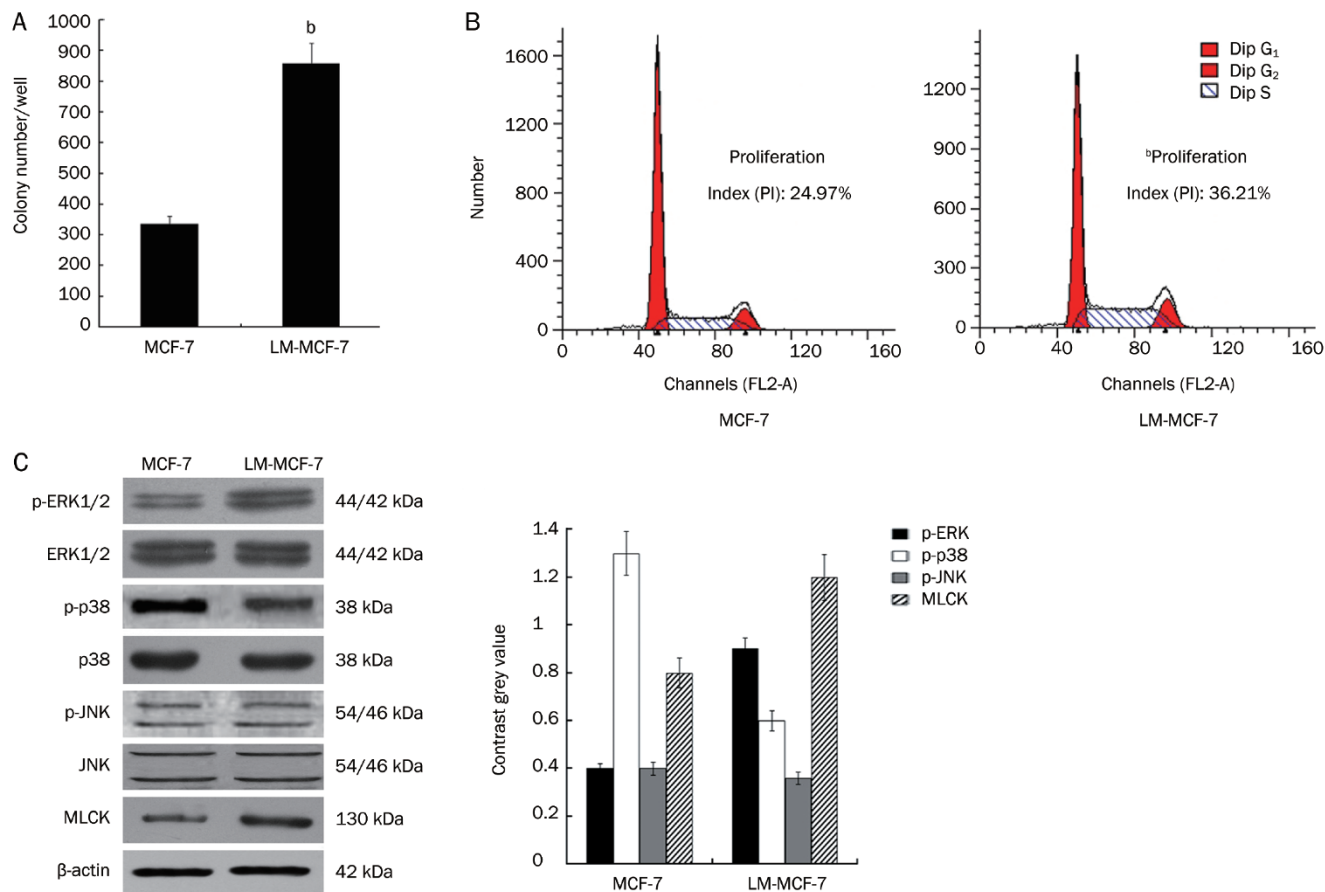 A
1000
900
800
700
600
500
400
300
200
100
0
Colony number/well
b
MCF-7
LM-MCF-7
B
1600
1200
800
400
0
Number
Proliferation
Index (PI): 24.97%
0
40
80
120
160
Channels (FL2-A)
MCF-7
1200
900
600
300
0
Dip G₁
Dip G₂
Dip S
ᵇProliferation
Index (PI): 36.21%
0
40
80
120
160
Channels (FL2-A)
LM-MCF-7
C
MCF-7
LM-MCF-7
p-ERK1/2
44/42 kDa
ERK1/2
44/42 kDa
p-p38
38 kDa
p38
38 kDa
p-JNK
54/46 kDa
JNK
54/46 kDa
MLCK
130 kDa
β-actin
42 kDa
1.4
1.2
1
0.8
0.6
0.4
0.2
0
Contrast grey value
p-ERK
p-p38
p-JNK
MLCK
MCF-7
LM-MCF-7